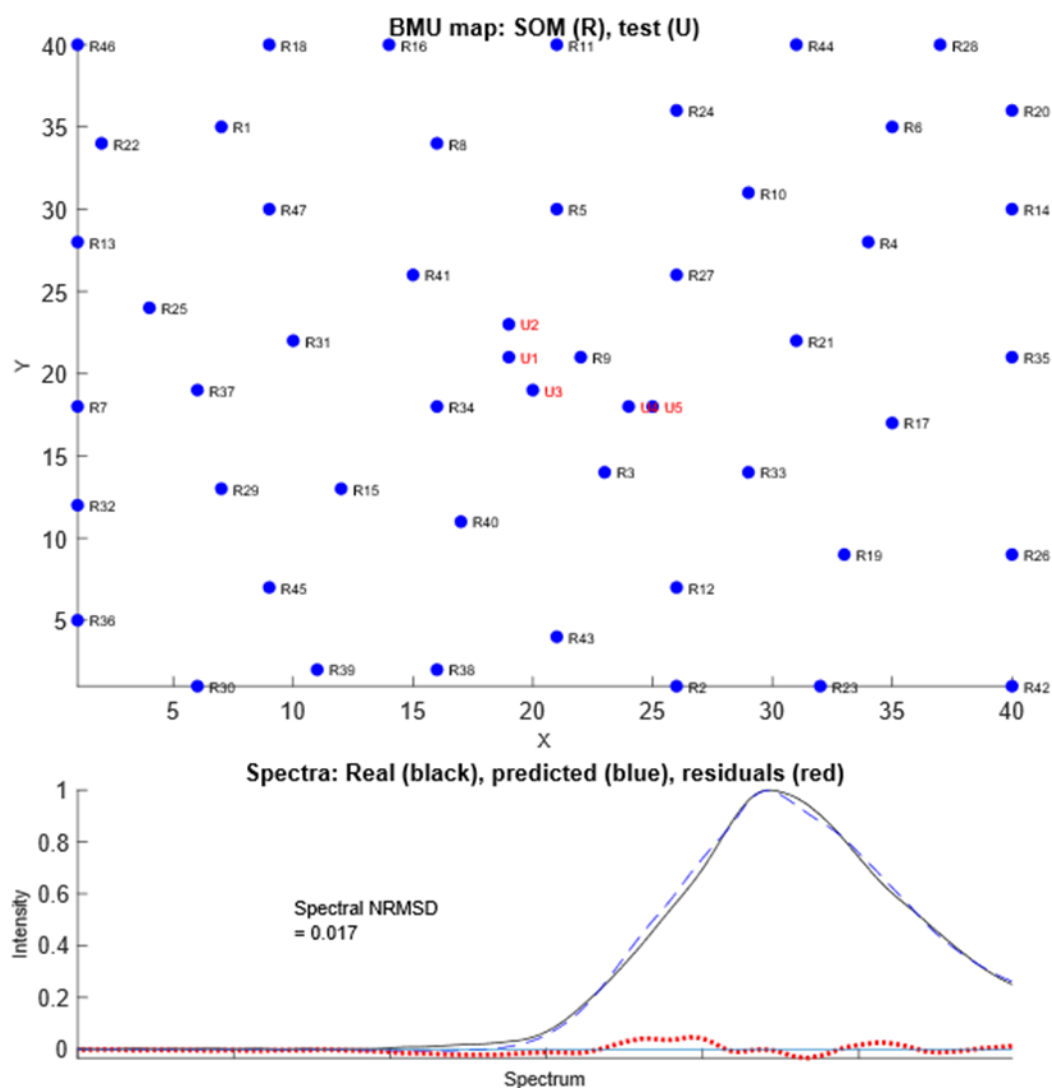 BMU map: SOM (R), test (U)
40
R46
R18
R16
R11
R44
R28
R24
R20
35
R1
R6
R22
R8
R10
30
R47
R5
R14
R13
R4
R41
R27
25
R25
U2
R31
R21
Y
U1
R9
R35
20
R37
U3
R7
R34
U5
R17
15
R3
R33
R29
R15
R32
R40
10
R19
R26
R45
R12
5
R36
R43
R39
R38
R30
R2
R23
R42
5 10 15 20 25 30 35 40
X
Spectra: Real (black), predicted (blue), residuals (red)
1
0.8
0.6
Intensity
Spectral NRMSD
= 0.017
0.4
0.2
0
Spectrum